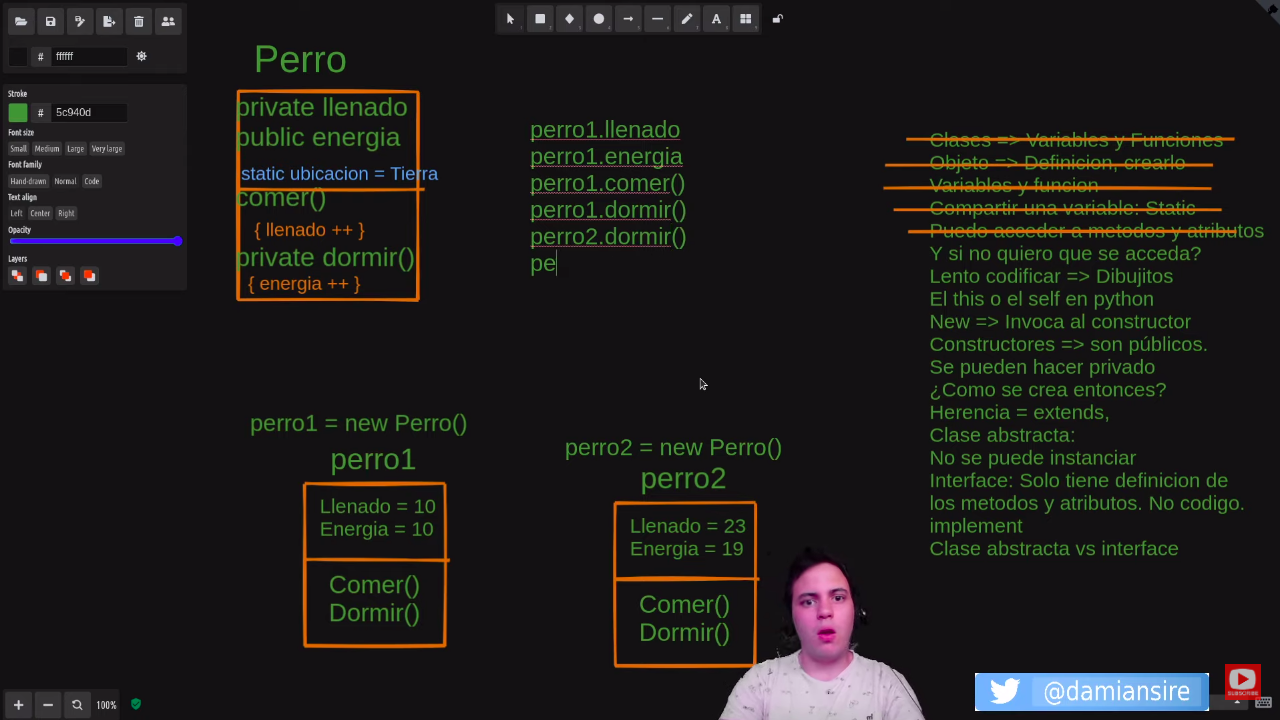 # ffffff
Stroke
# 5c940d
Font size
Small Medium Large Very large
Font family
Hand-drawn Normal Code
Text align
Left Center Right
Opacity
Layers
100%
Perro
private llenado
public energia
static ubicacion = Tierra
comer()
{ llenado ++ }
private dormir()
{ energia ++ }
perro1.llenado
perro1.energia
perro1.comer()
perro1.dormir()
perro2.dormir()
pe
perro1 = new Perro()
perro1
Llenado = 10
Energia = 10
Comer()
Dormir()
perro2 = new Perro()
perro2
Llenado = 23
Energia = 19
Comer()
Dormir()
Clases => Variables y Funciones
Objeto => Definicion, crearlo
Variables y funcion
Compartir una variable: Static
Puedo acceder a metodos y atributos
Y si no quiero que se acceda?
Lento codificar => Dibujitos
El this o el self en python
New => Invoca al constructor
Constructores => son públicos.
Se pueden hacer privado
¿Como se crea entonces?
Herencia = extends,
Clase abstracta:
No se puede instanciar
Interface: Solo tiene definicion de
los metodos y atributos. No codigo.
implement
Clase abstracta vs interface
@damiansire
SUBSCRIBE